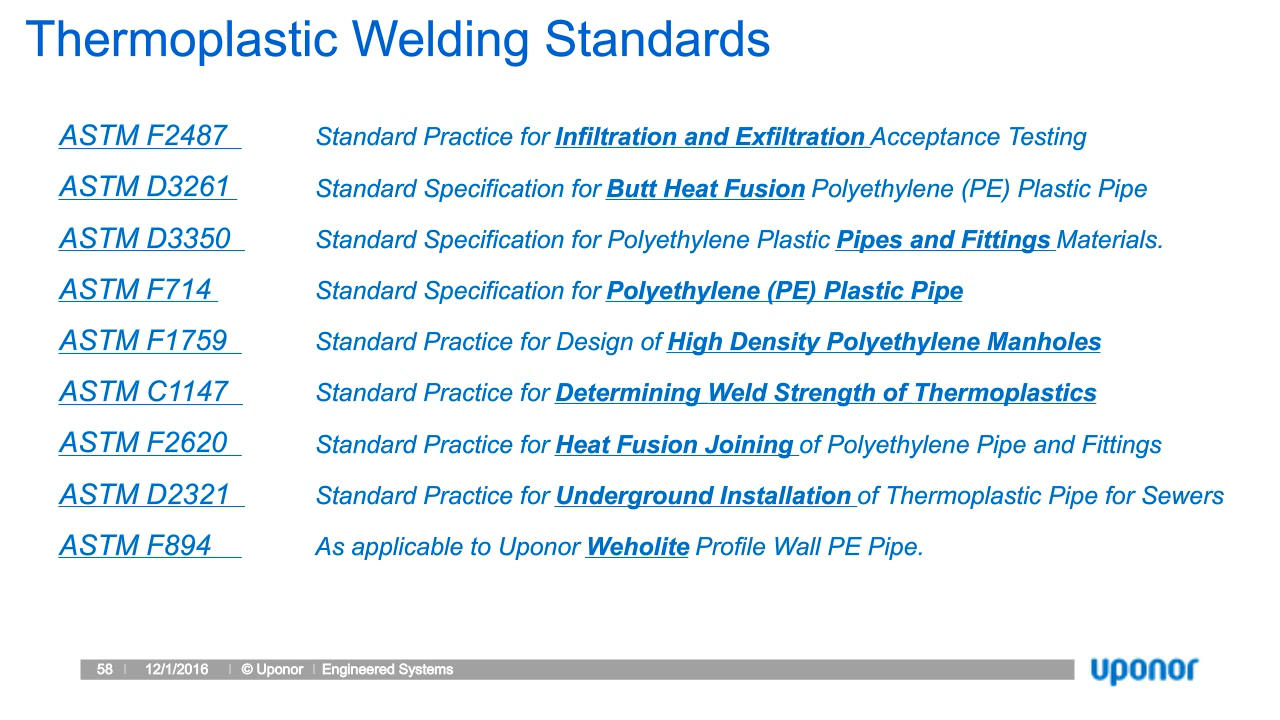 Thermoplastic Welding Standards
ASTM F2487 Standard Practice for Infiltration and Exfiltration Acceptance Testing
ASTM D3261 Standard Specification for Butt Heat Fusion Polyethylene (PE) Plastic Pipe
ASTM D3350 Standard Specification for Polyethylene Plastic Pipes and Fittings Materials.
ASTM F714 Standard Specification for Polyethylene (PE) Plastic Pipe
ASTM F1759 Standard Practice for Design of High Density Polyethylene Manholes
ASTM C1147 Standard Practice for Determining Weld Strength of Thermoplastics
ASTM F2620 Standard Practice for Heat Fusion Joining of Polyethylene Pipe and Fittings
ASTM D2321 Standard Practice for Underground Installation of Thermoplastic Pipe for Sewers
ASTM F894 As applicable to Uponor Weholite Profile Wall PE Pipe.
58 | 12/1/2016 | © Uponor | Engineered Systems
uponor